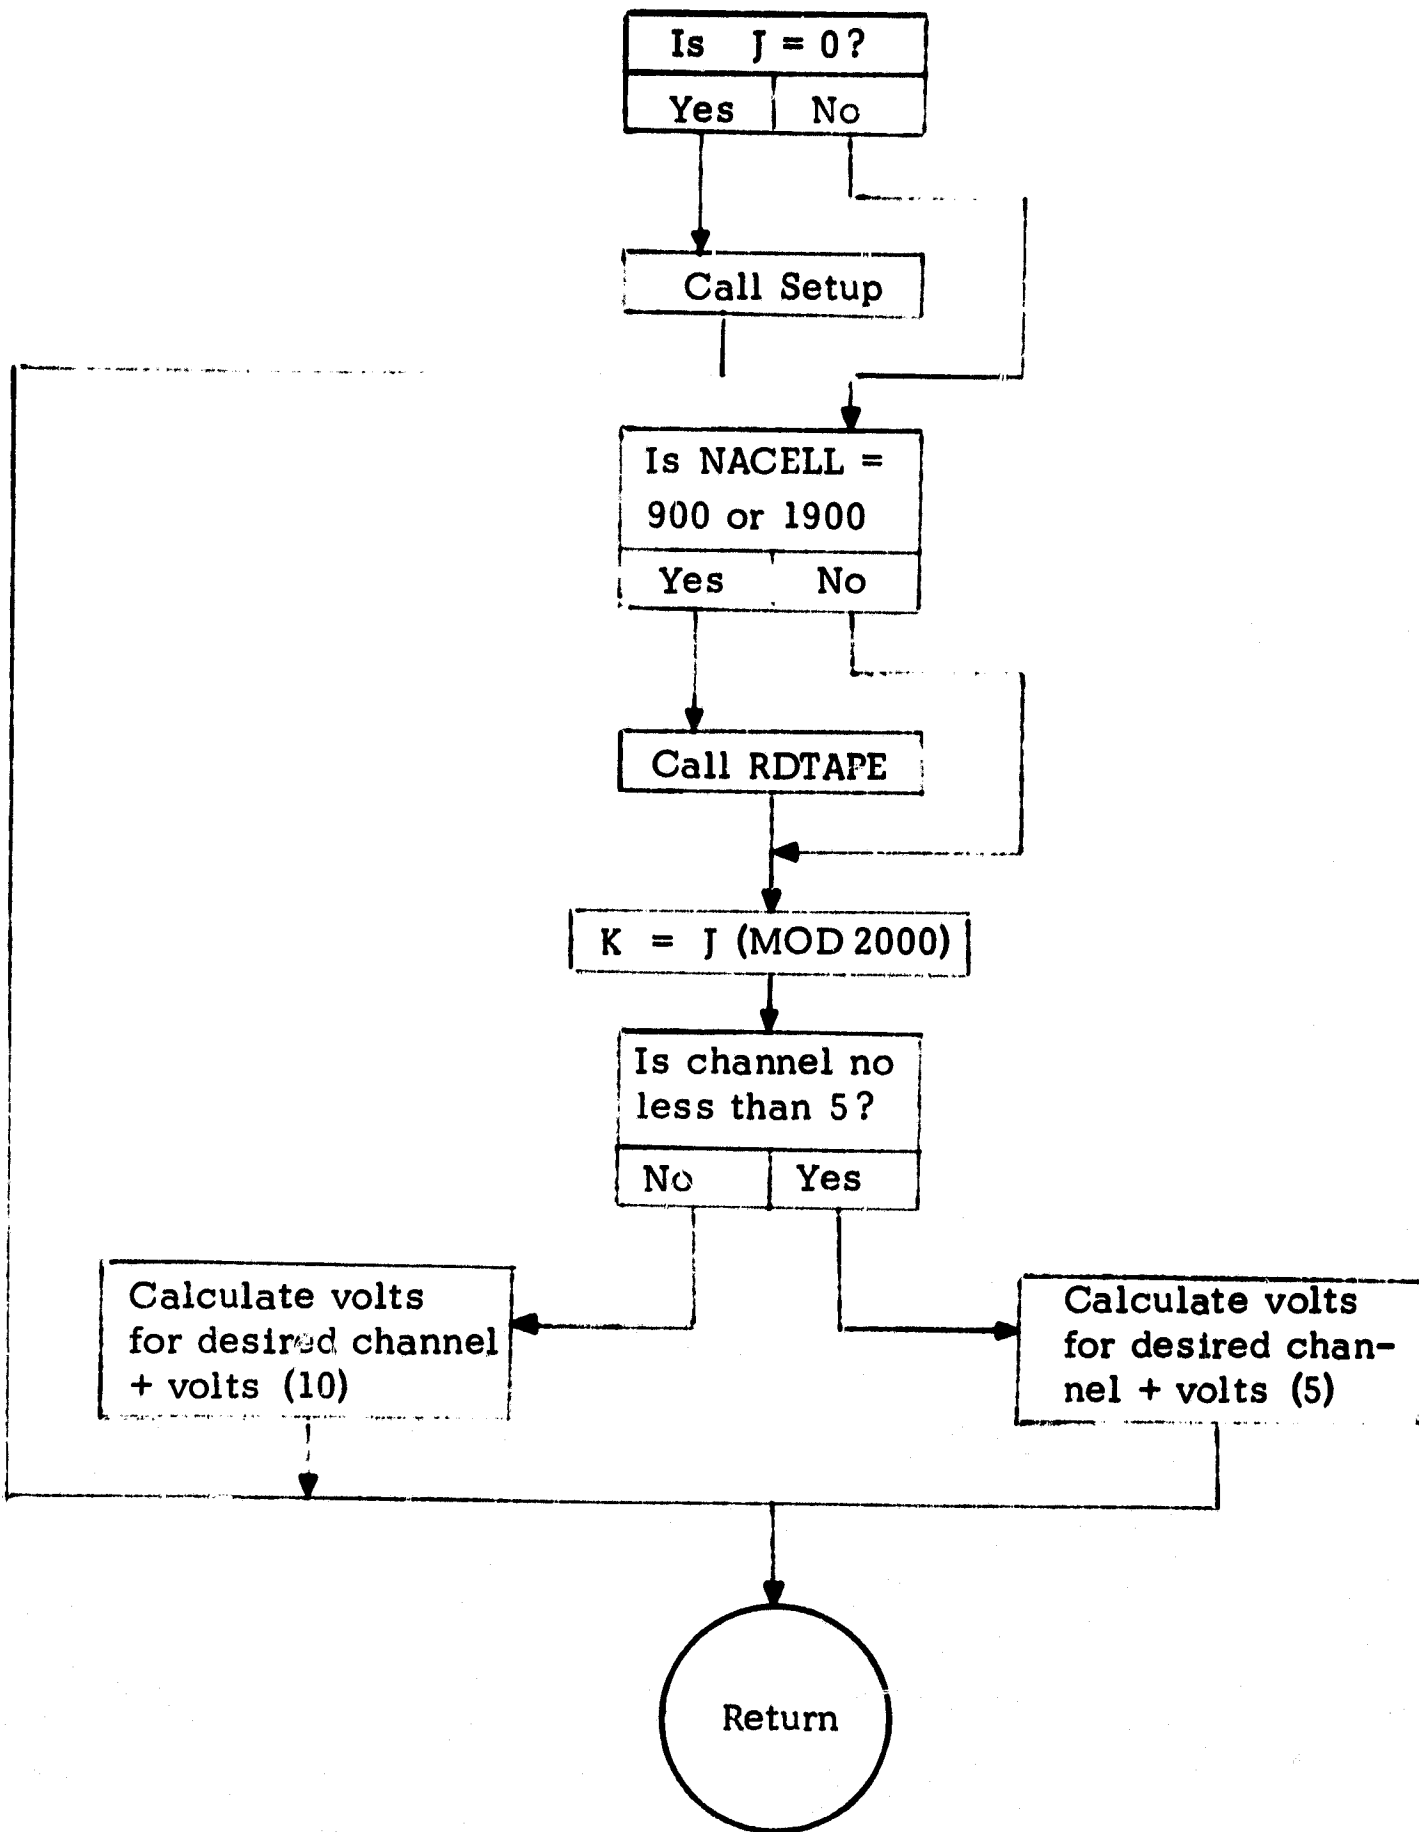 Is J = 0?
Yes No
Call Setup
Is NACELL =
900 or 1900
Yes No
Call RDTAPE
K = J (MOD 2000)
Is channel no
less than 5?
No Yes
Calculate volts
for desired channel
+ volts (10)
Calculate volts
for desired chan-
nel + volts (5)
Return